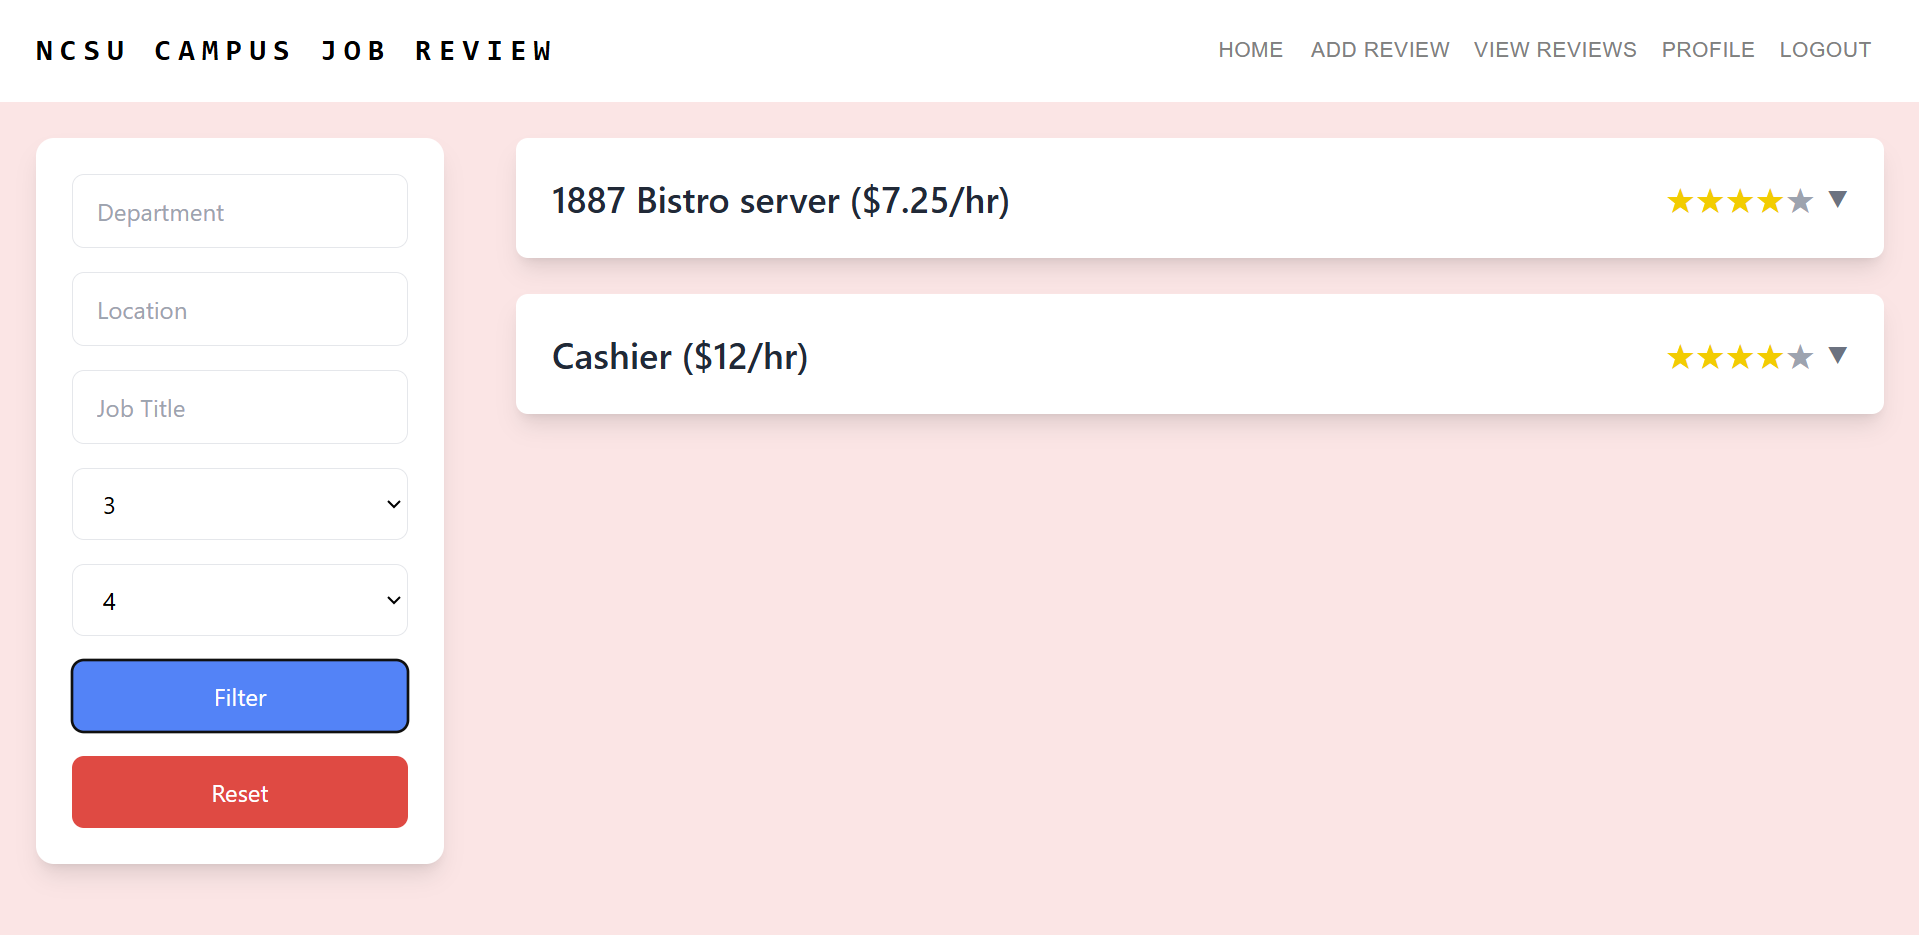 NCSU CAMPUS JOB REVIEW
HOME ADD REVIEW VIEW REVIEWS PROFILE LOGOUT
Department
Location
Job Title
3
4
Filter
Reset
1887 Bistro server ($7.25/hr)
Cashier ($12/hr)